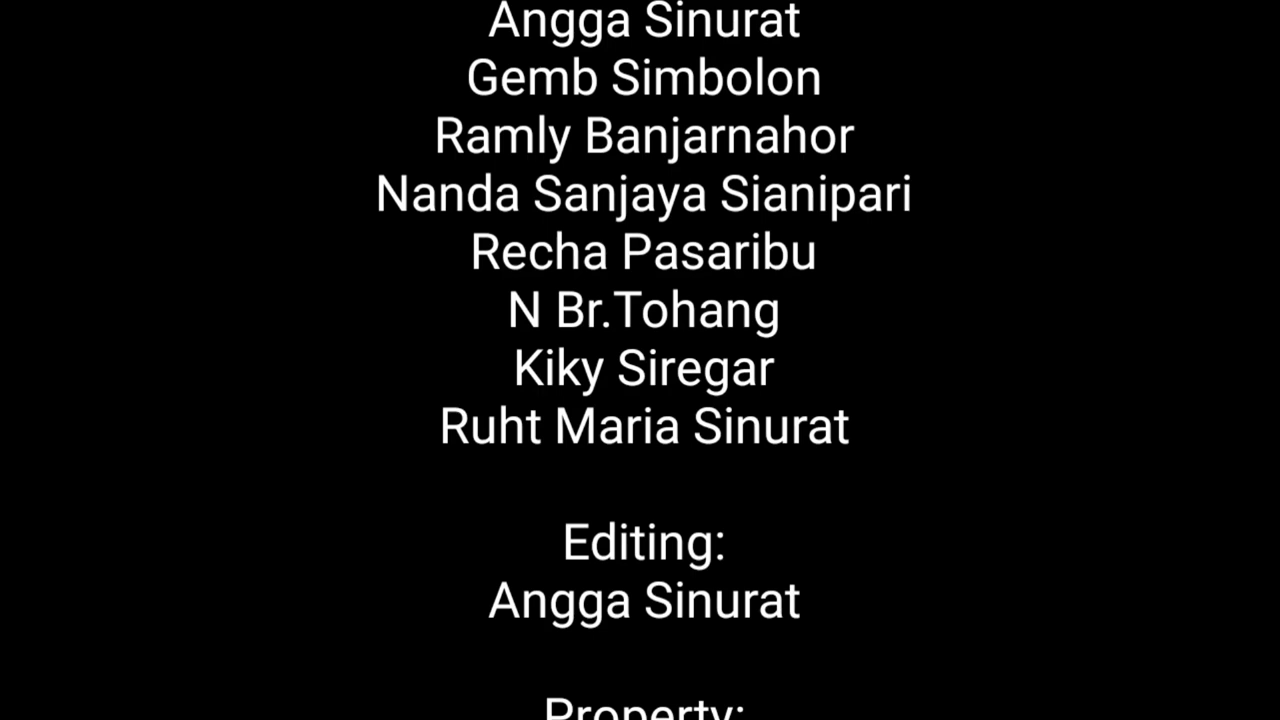 Angga Sinurat
Gemb Simbolon
Ramly Banjarnahor
Nanda Sanjaya Sianipari
Recha Pasaribu
N Br.Tohang
Kiky Siregar
Ruht Maria Sinurat
Editing:
Angga Sinurat
Property: